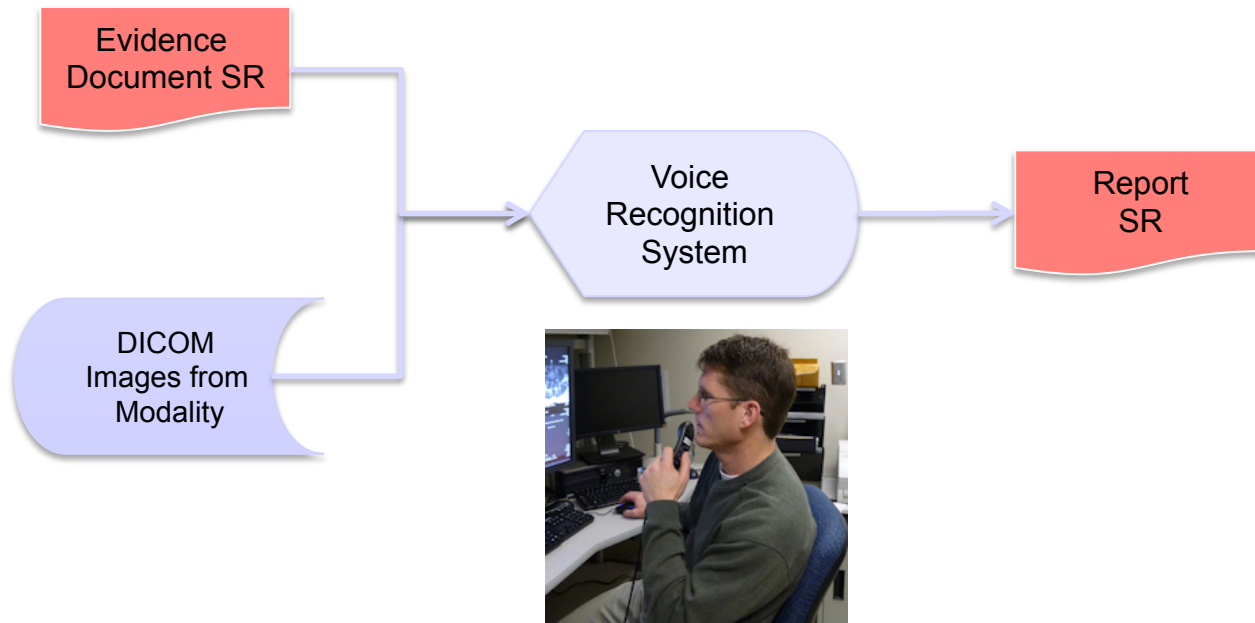 Evidence
Document SR
DICOM
Images from
Modality
Voice
Recognition
System
Report
SR